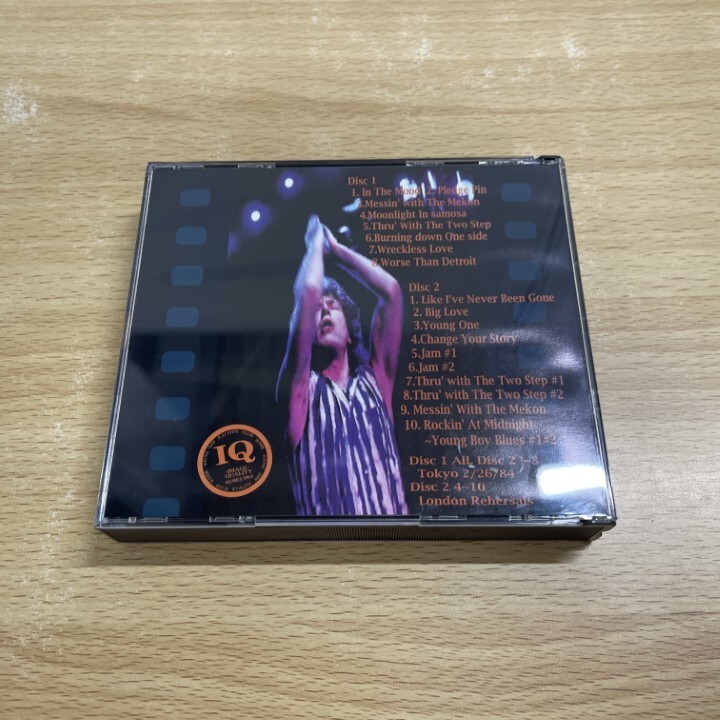 Disc 1
1. In The Mood 2. Pledge Pin
3.Messin' with The Mekon
4.Moonlight In samosa
5.Thru' With The Two Step
6.Burning down One side
7.Wreckless Love
8.Worse Than Detroit
Disc 2
1. Like I've Never Been Gone
2. Big Love
3.Young One
4.Change Your Story
5.Jam #1
6.Jam #2
7.Thru' with The Two Step #1
8.Thru' with The Two Step #2
9. Messin' With The Mekon
10. Rockin' At Midnight
~Young Boy Blues #1#2
Disc 1 All, Disc 2 1~3
Tokyo 2/26/84
Disc 2 4~10
London Rehersals
IQ
IMAGE
QUALITY